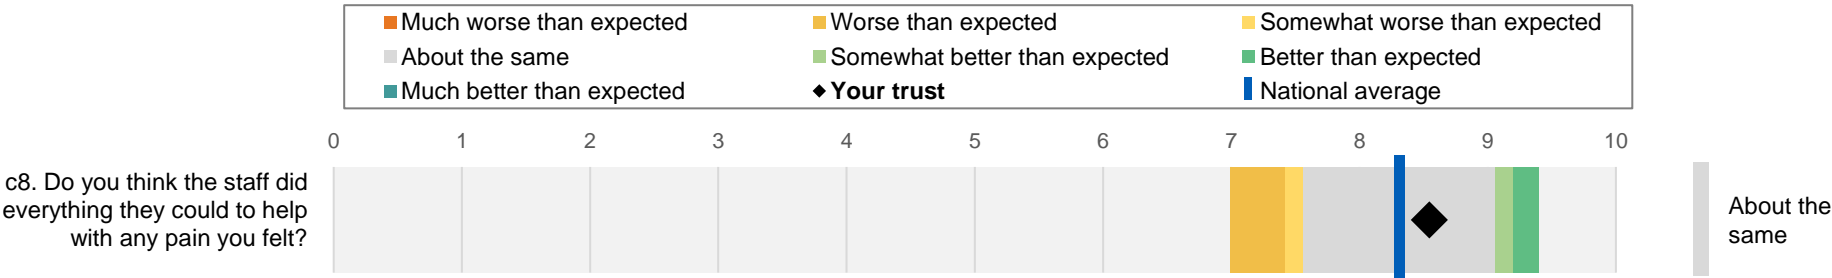 Much worse than expected
Worse than expected
Somewhat worse than expected
About the same
Somewhat better than expected
Better than expected
Much better than expected
Your trust
National average
0 1 2 3 4 5 6 7 8 9 10
c8. Do you think the staff did
everything they could to help
with any pain you felt?
About the
same